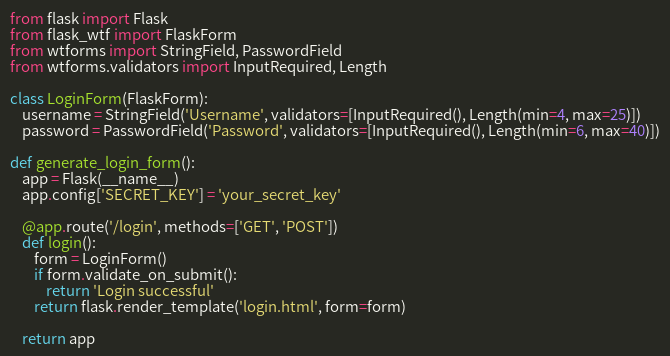 from flask import Flask
from flask_wtf import FlaskForm
from wtforms import StringField, PasswordField
from wtforms.validators import InputRequired, Length

class LoginForm(FlaskForm):
    username = StringField('Username', validators=[InputRequired(), Length(min=4, max=25)])
    password = PasswordField('Password', validators=[InputRequired(), Length(min=6, max=40)])

def generate_login_form():
    app = Flask(__name__)
    app.config['SECRET_KEY'] = 'your_secret_key'

    @app.route('/login', methods=['GET', 'POST'])
    def login():
        form = LoginForm()
        if form.validate_on_submit():
            return 'Login successful'
        return flask.render_template('login.html', form=form)

    return app